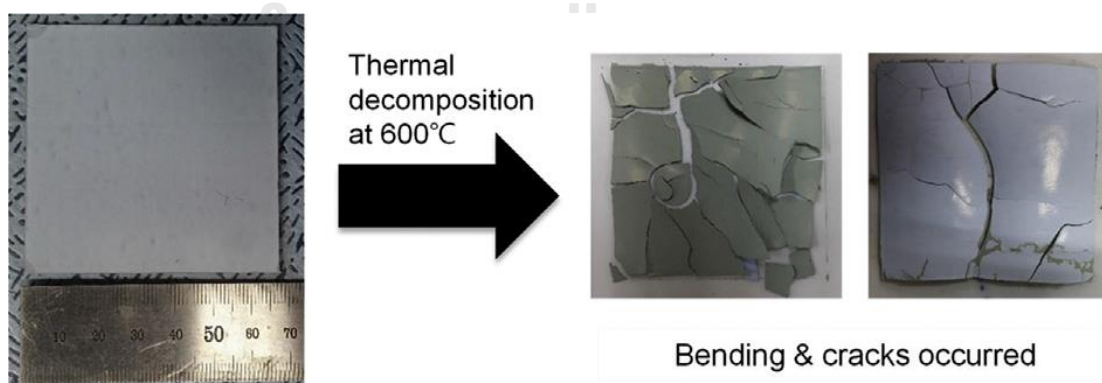 Thermal
decomposition
at 600℃
10 20 30 40 50 60 70
Bending & cracks occurred